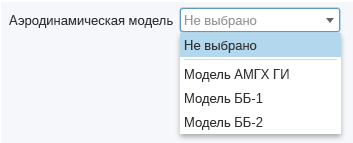 Аэродинамическая модель Не выбрано
Не выбрано
Модель АМГХ ГИ
Модель ББ-1
Модель ББ-2